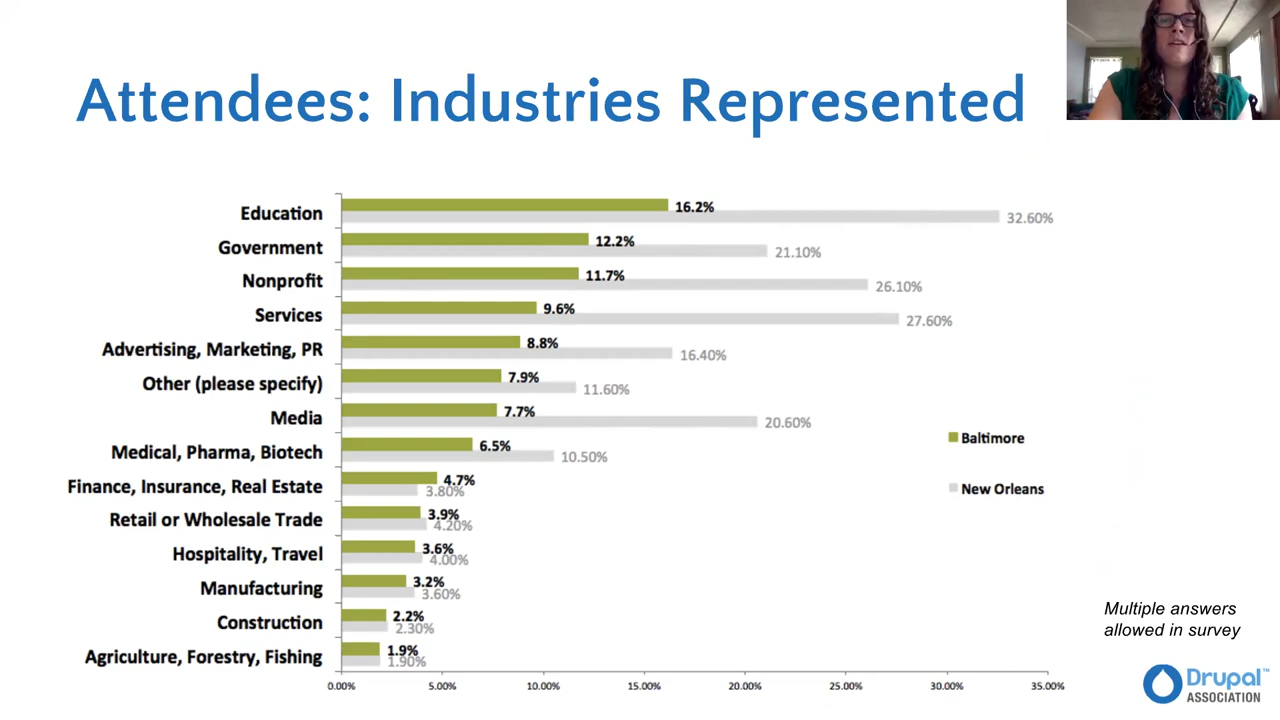 Attendees: Industries Represented
Education 16.2% 32.60%
Government 12.2% 21.10%
Nonprofit 11.7% 26.10%
Services 9.6% 27.60%
Advertising, Marketing, PR 8.8% 16.40%
Other (please specify) 7.9% 11.60%
Media 7.7% 20.60%
Medical, Pharma, Biotech 6.5% 10.50%
Finance, Insurance, Real Estate 4.7% 3.80%
Retail or Wholesale Trade 3.9% 4.20%
Hospitality, Travel 3.6% 4.00%
Manufacturing 3.2% 3.60%
Construction 2.2% 2.30%
Agriculture, Forestry, Fishing 1.9% 1.90%
0.00% 5.00% 10.00% 15.00% 20.00% 25.00% 30.00% 35.00%
Baltimore
New Orleans
Multiple answers
allowed in survey
Drupal™
ASSOCIATION